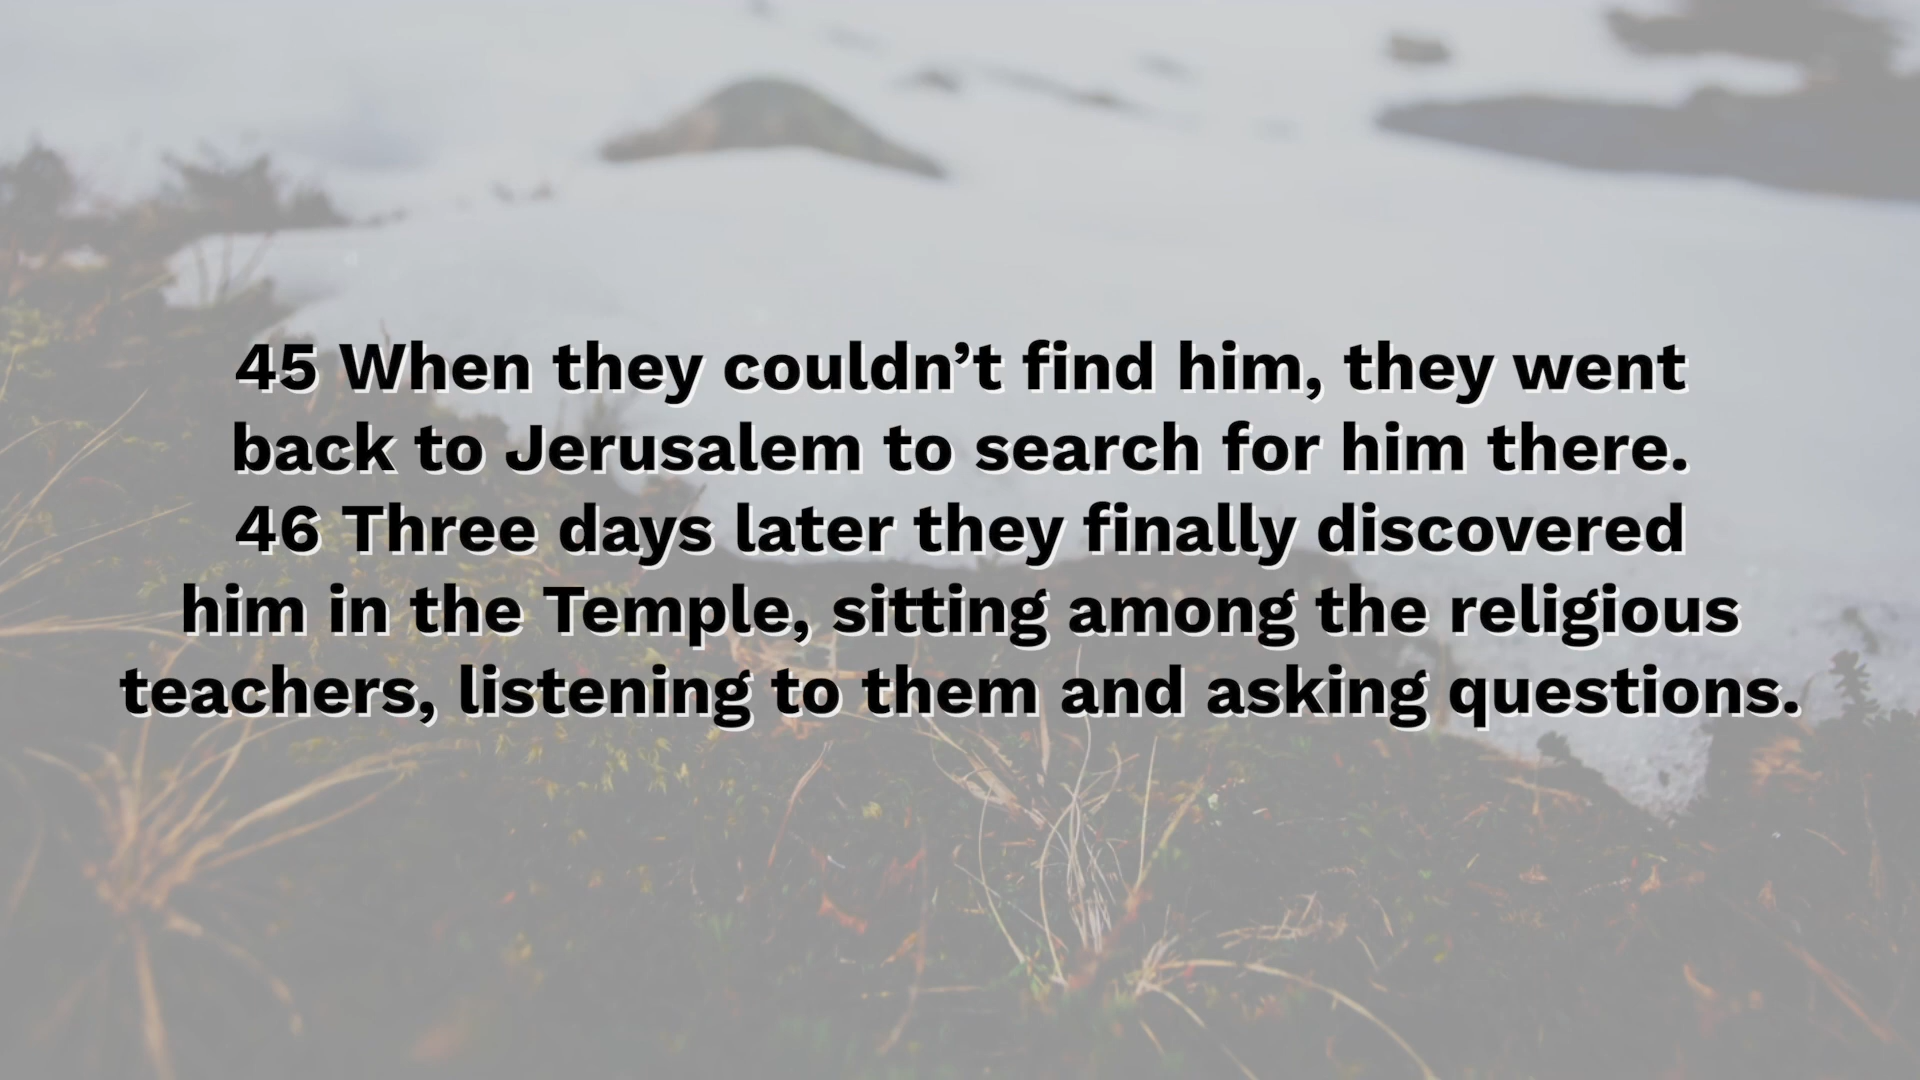 45 When they couldn’t find him, they went
back to Jerusalem to search for him there.
46 Three days later they finally discovered
him in the Temple, sitting among the religious
teachers, listening to them and asking questions.